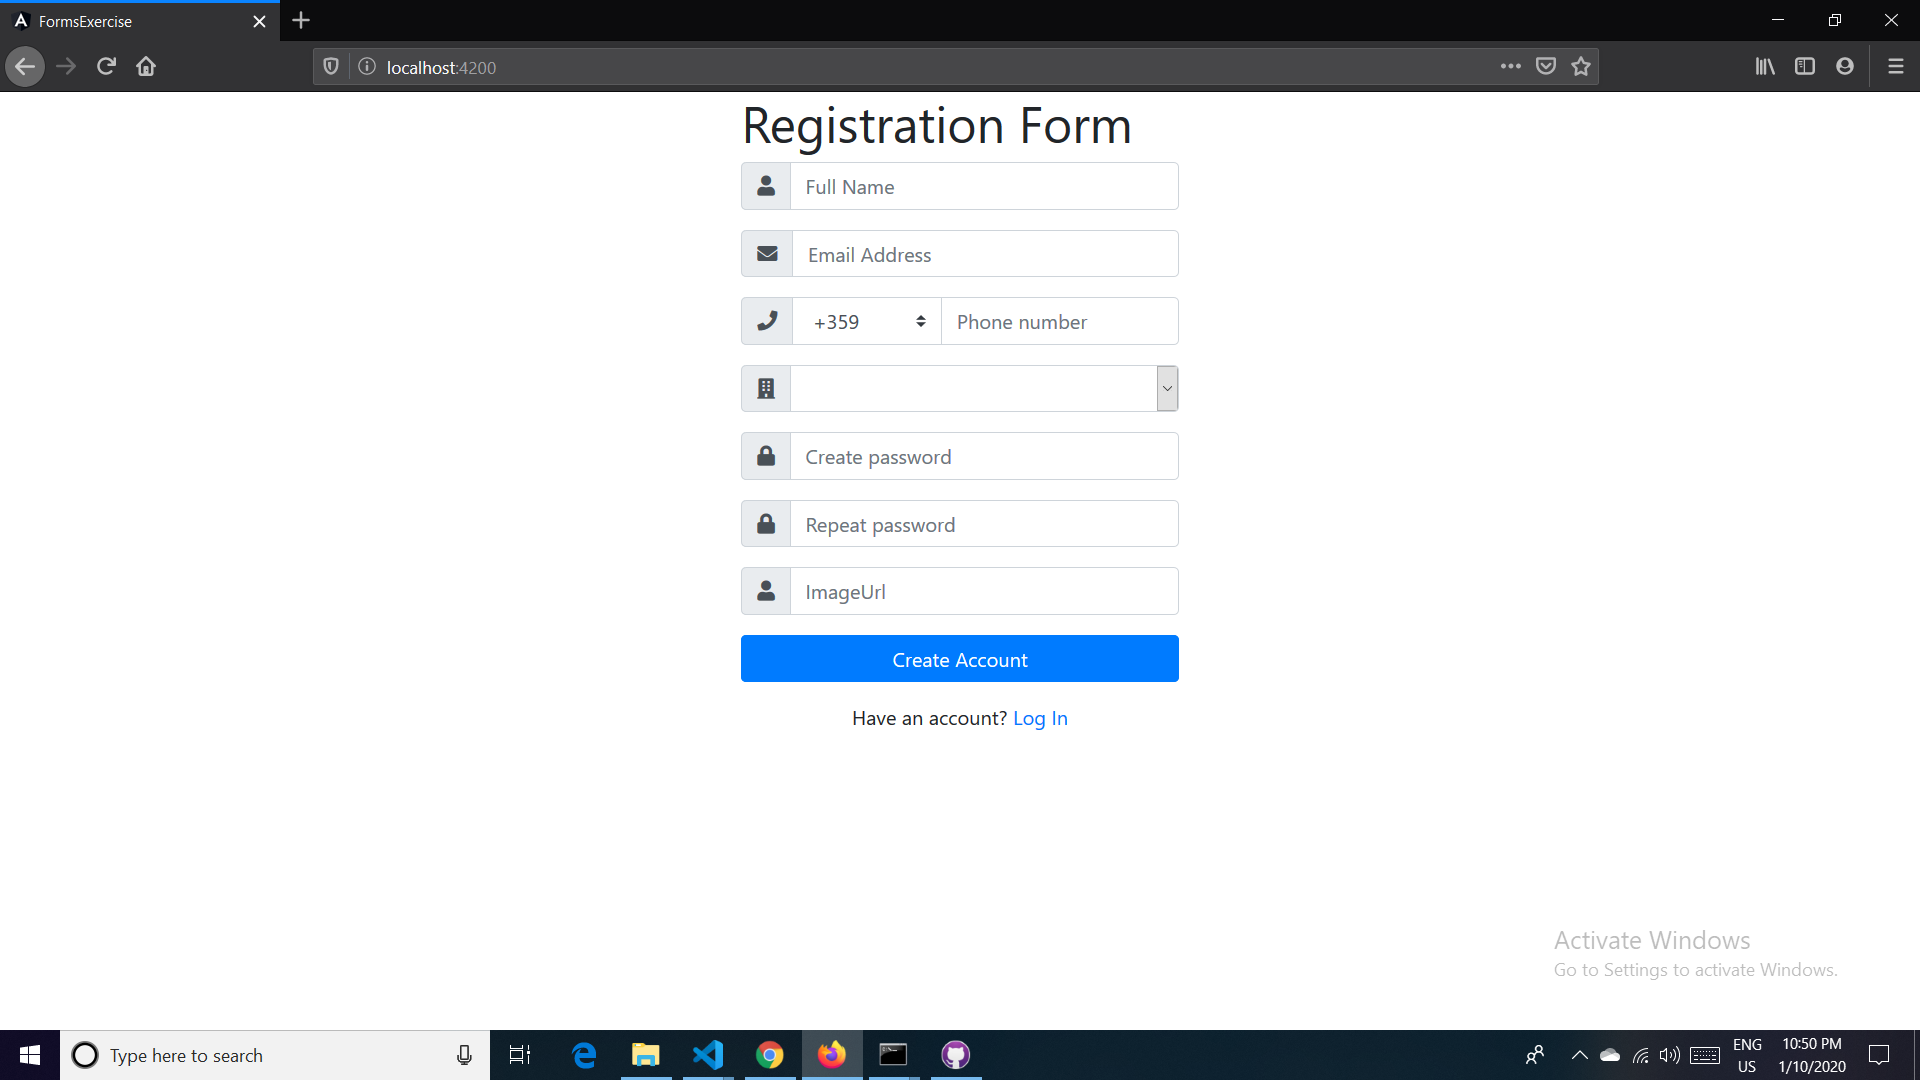 FormsExercise
localhost:4200
Registration Form
Full Name
Email Address
+359
Phone number
Create password
Repeat password
ImageUrl
Create Account
Have an account? Log In
Activate Windows
Go to Settings to activate Windows.
Type here to search
ENG
US
10:50 PM
1/10/2020